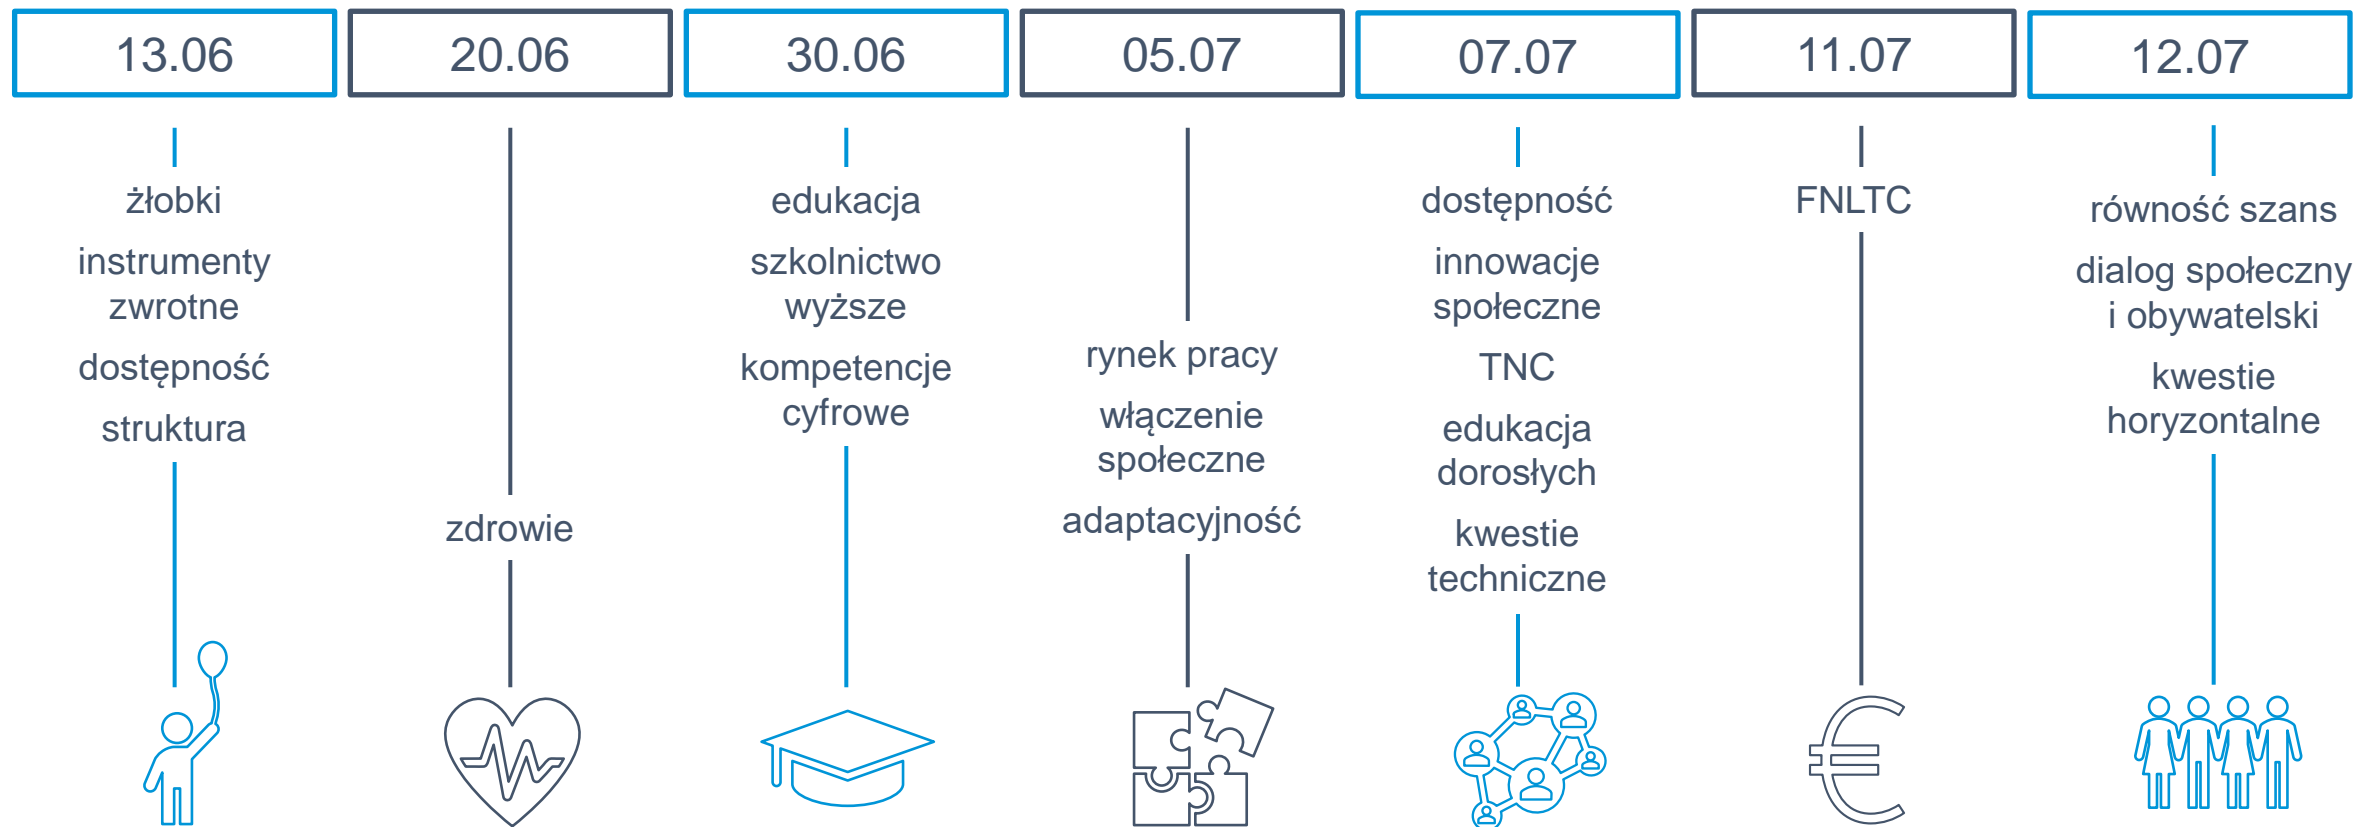 13.06
żłobki
instrumenty
zwrotne
dostępność
struktura
20.06
zdrowie
30.06
edukacja
szkolnictwo
wyższe
kompetencje
cyfrowe
05.07
rynek pracy
włączenie
społeczne
adaptacyjność
07.07
dostępność
innowacje
społeczne
TNC
edukacja
dorosłych
kwestie
techniczne
11.07
FNLTC
12.07
równość szans
dialog społeczny
i obywatelski
kwestie
horyzontalne